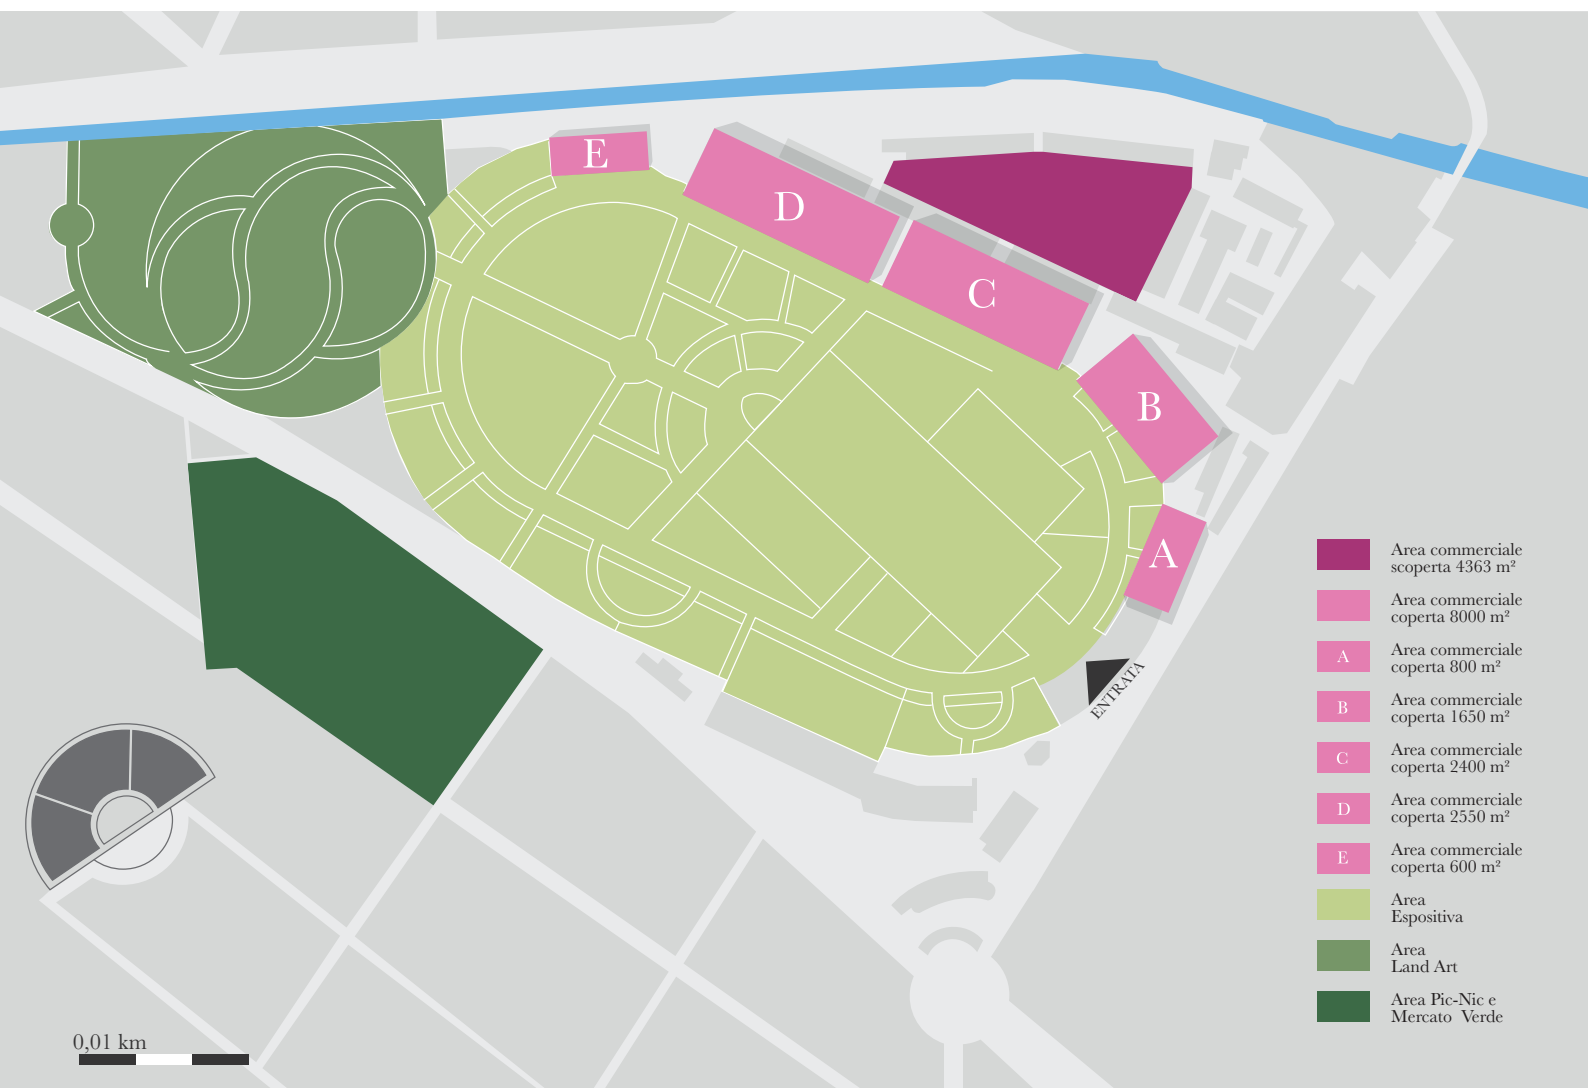 E
D
C
B
A
ENTRATA
Area commerciale
scoperta 4363 m²
Area commerciale
coperta 8000 m²
A
Area commerciale
coperta 800 m²
B
Area commerciale
coperta 1650 m²
C
Area commerciale
coperta 2400 m²
D
Area commerciale
coperta 2550 m²
E
Area commerciale
coperta 600 m²
Area
Espositiva
Area
Land Art
Area Pic-Nic e
Mercato Verde
0,01 km